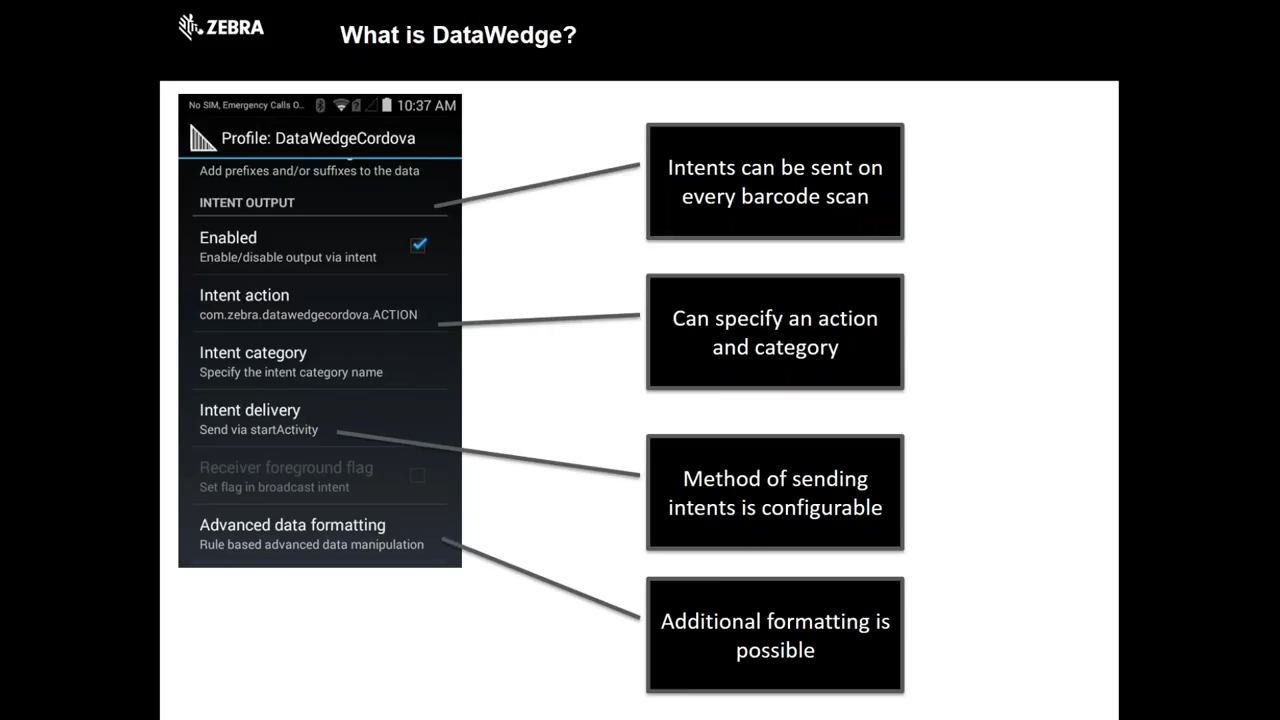 ZEBRA
What is DataWedge?
No SIM, Emergency Calls O...
10:37 AM
Profile: DataWedgeCordova
Add prefixes and/or suffixes to the data
INTENT OUTPUT
Enabled
Enable/disable output via intent
Intent action
com.zebra.datawedgecordova.ACTION
Intent category
Specify the intent category name
Intent delivery
Send via startActivity
Receiver foreground flag
Set flag in broadcast intent
Advanced data formatting
Rule based advanced data manipulation
Intents can be sent on
every barcode scan
Can specify an action
and category
Method of sending
intents is configurable
Additional formatting is
possible